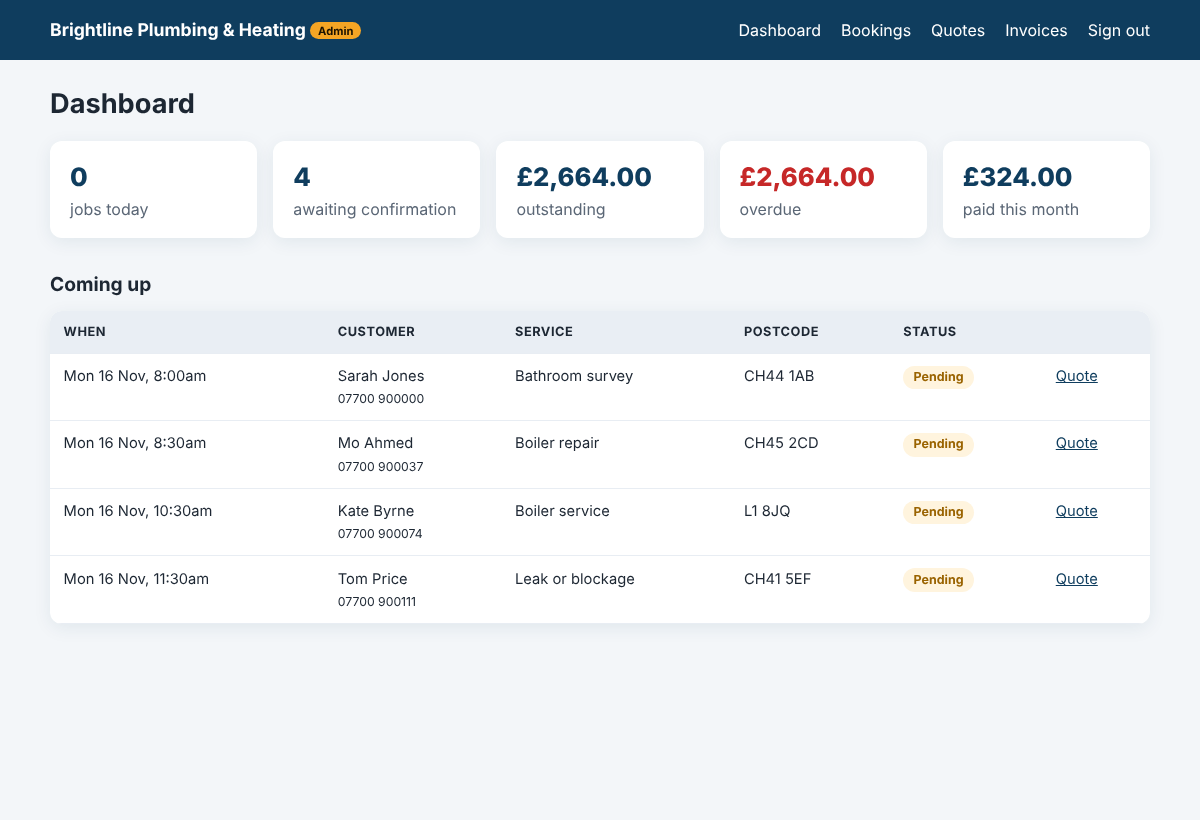 Brightline Plumbing & Heating Admin Dashboard Bookings Quotes Invoices Sign out
Dashboard
0
jobs today
4
awaiting confirmation
£2,664.00
outstanding
£2,664.00
overdue
£324.00
paid this month
Coming up
WHEN CUSTOMER SERVICE POSTCODE STATUS
Mon 16 Nov, 8:00am Sarah Jones Bathroom survey CH44 1AB Pending Quote
07700 900000
Mon 16 Nov, 8:30am Mo Ahmed Boiler repair CH45 2CD Pending Quote
07700 900037
Mon 16 Nov, 10:30am Kate Byrne Boiler service L1 8JQ Pending Quote
07700 900074
Mon 16 Nov, 11:30am Tom Price Leak or blockage CH41 5EF Pending Quote
07700 900111